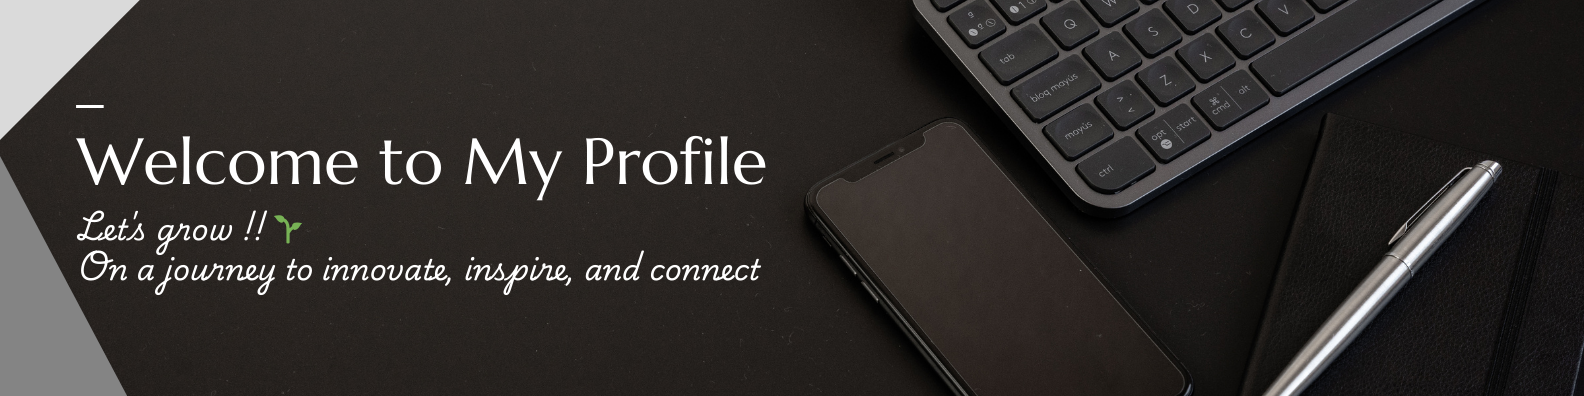 Welcome to My Profile
Let's grow !! 🌱
On a journey to innovate, inspire, and connect
Q W
tab A S D
bloq mayús Z X C V
mayús > < ⌘ cmd alt
ctrl opt start